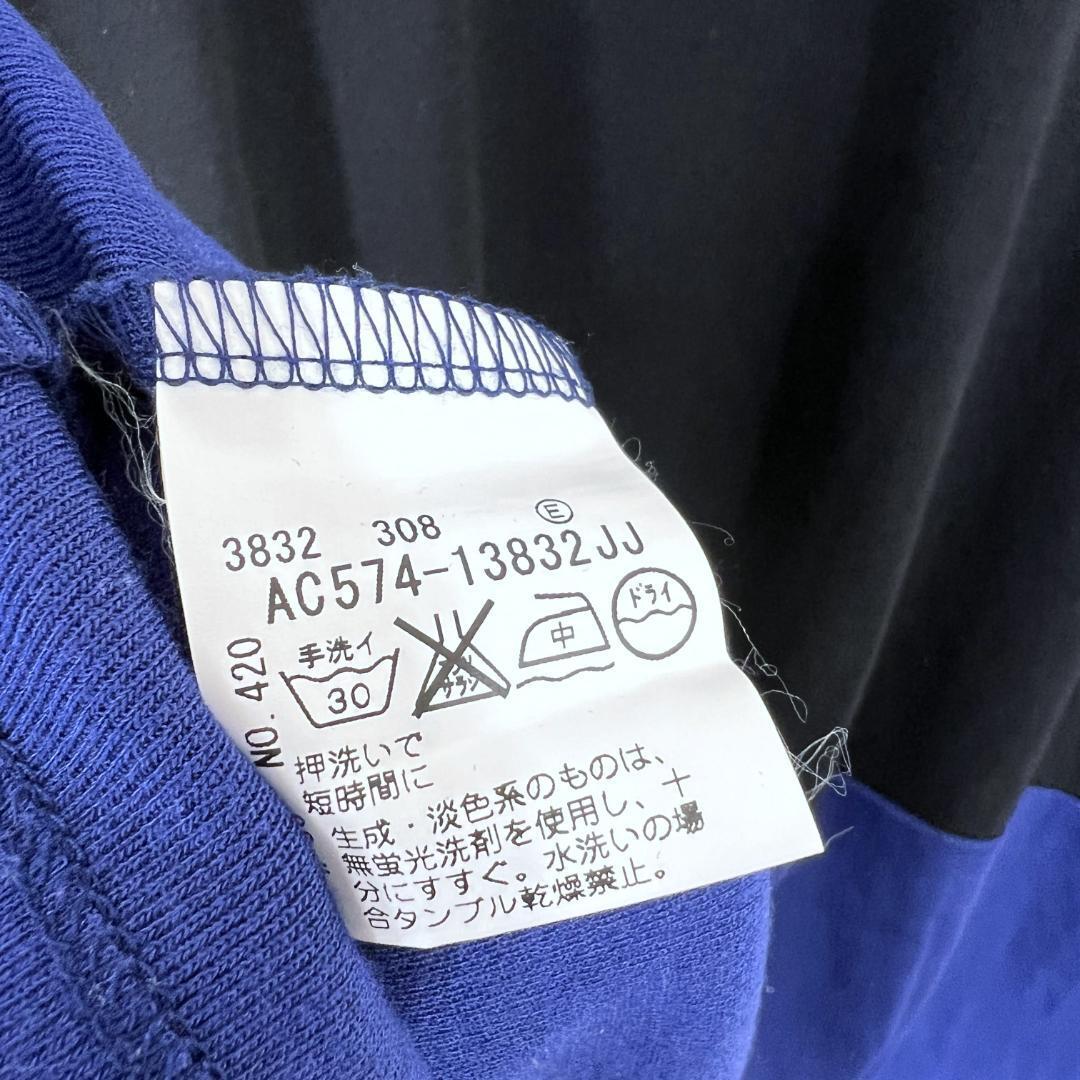 3832 308 Ⓔ
AC574-13832JJ
手洗イ
30
エンソ
サラシ
中
ドライ
NO. 420
押洗いで
短時間に
生成・淡色系のものは、
無蛍光洗剤を使用し、十
分にすすぐ。水洗いの場
合タンブル乾燥禁止。